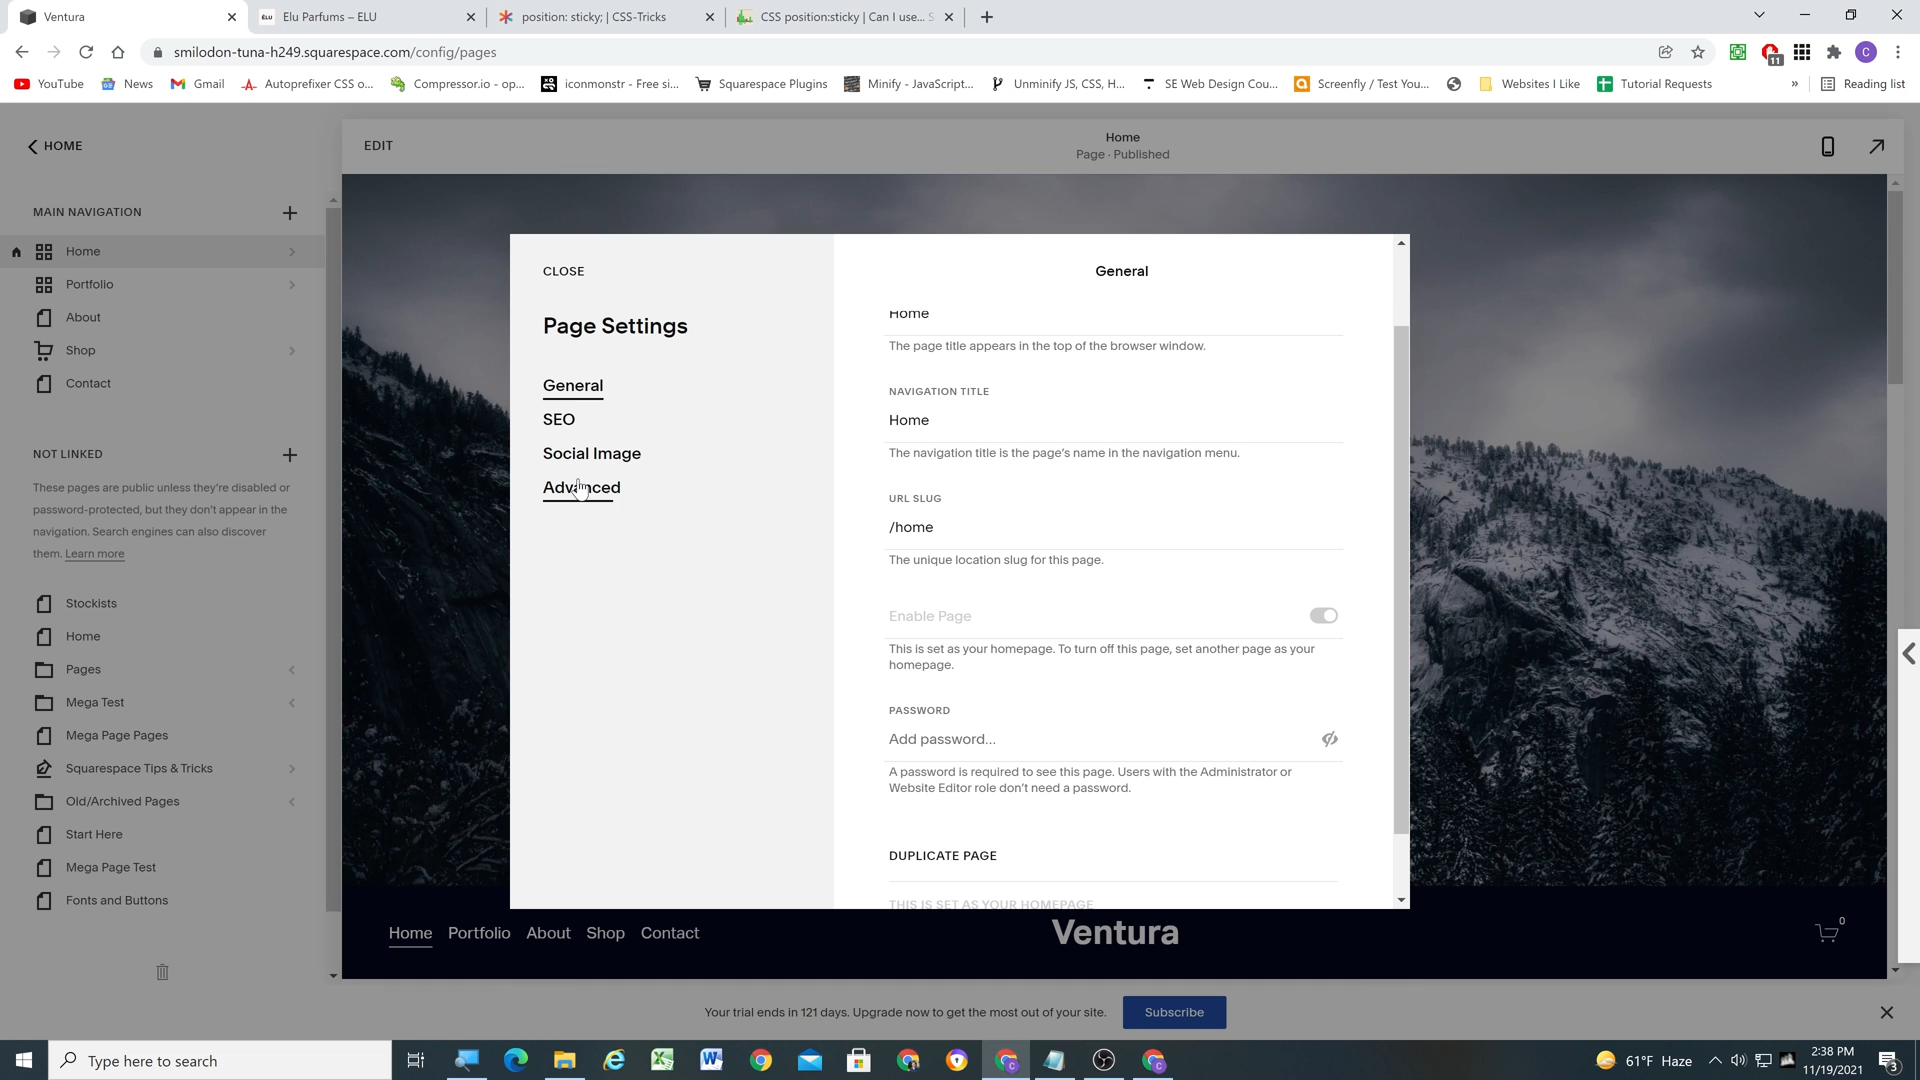 Ventura
ÉLU
Elu Parfums – ELU
position: sticky; | CSS-Tricks
CSS position:sticky | Can I use... S
smilodon-tuna-h249.squarespace.com/config/pages
11
C
YouTube
News
Gmail
Autoprefixer CSS o...
Compressor.io - op...
iconmonstr - Free si...
Squarespace Plugins
Minify - JavaScript...
Unminify JS, CSS, H...
SE Web Design Cou...
Screenfly / Test You...
Websites I Like
Tutorial Requests
»
Reading list
HOME
EDIT
Home
Page · Published
MAIN NAVIGATION
Home
Portfolio
About
Shop
Contact
NOT LINKED
These pages are public unless they're disabled or
password-protected, but they don't appear in the
navigation. Search engines can also discover
them. Learn more
Stockists
Home
Pages
Mega Test
Mega Page Pages
Squarespace Tips & Tricks
Old/Archived Pages
Start Here
Mega Page Test
Fonts and Buttons
CLOSE
Page Settings
General
SEO
Social Image
Advanced
General
Home
The page title appears in the top of the browser window.
NAVIGATION TITLE
Home
The navigation title is the page's name in the navigation menu.
URL SLUG
/home
The unique location slug for this page.
Enable Page
This is set as your homepage. To turn off this page, set another page as your
homepage.
PASSWORD
Add password...
A password is required to see this page. Users with the Administrator or
Website Editor role don't need a password.
DUPLICATE PAGE
THIS IS SET AS YOUR HOMEPAGE
Home Portfolio About Shop Contact
Ventura
0
Your trial ends in 121 days. Upgrade now to get the most out of your site.
Subscribe
Type here to search
61°F Haze
2:38 PM
11/19/2021
3